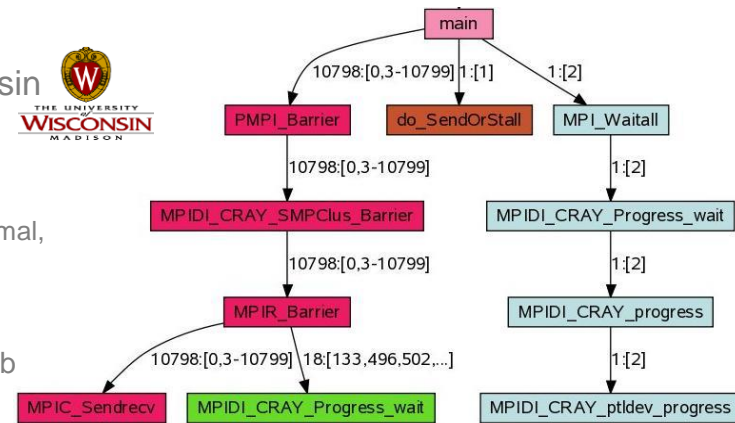 main
sin
W
10798:[0,3-10799] 1:[1] 1:[2]
THE UNIVERSITY
of
WISCONSIN
MADISON
PMPI_Barrier do_SendOrStall MPI_Waitall
10798:[0,3-10799] 1:[2]
MPIDI_CRAY_SMPClus_Barrier MPIDI_CRAY_Progress_wait
mal,
10798:[0,3-10799] 1:[2]
MPIR_Barrier MPIDI_CRAY_progress
b
10798:[0,3-10799] 18:[133,496,502,...] 1:[2]
MPIC_Sendrecv MPIDI_CRAY_Progress_wait MPIDI_CRAY_ptldev_progress